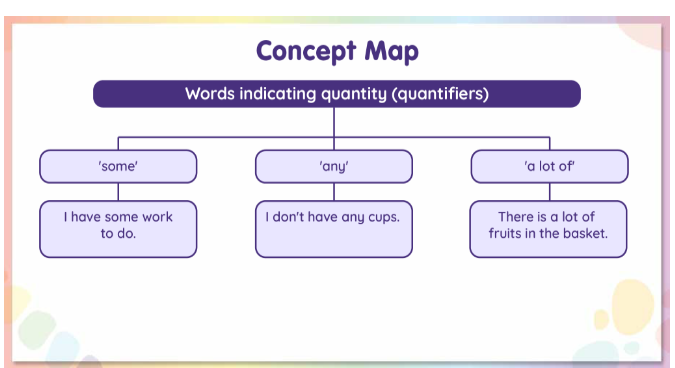 Concept Map
Words indicating quantity (quantifiers)
'some'
'any'
'a lot of'
I have some work
to do.
I don't have any cups.
There is a lot of
fruits in the basket.